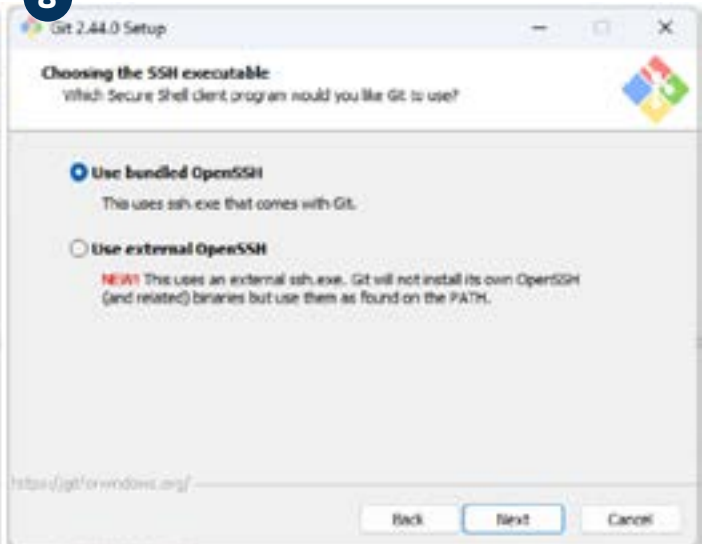 8
Git 2.44.0 Setup
Choosing the SSH executable
Which Secure Shell client program would you like Git to use?
Use bundled OpenSSH
This uses ssh.exe that comes with Git.
Use external OpenSSH
NEW! This uses an external ssh.exe. Git will not install its own OpenSSH
(and related) binaries but use them as found on the PATH.
https://gitforwindows.org/
Back
Next
Cancel